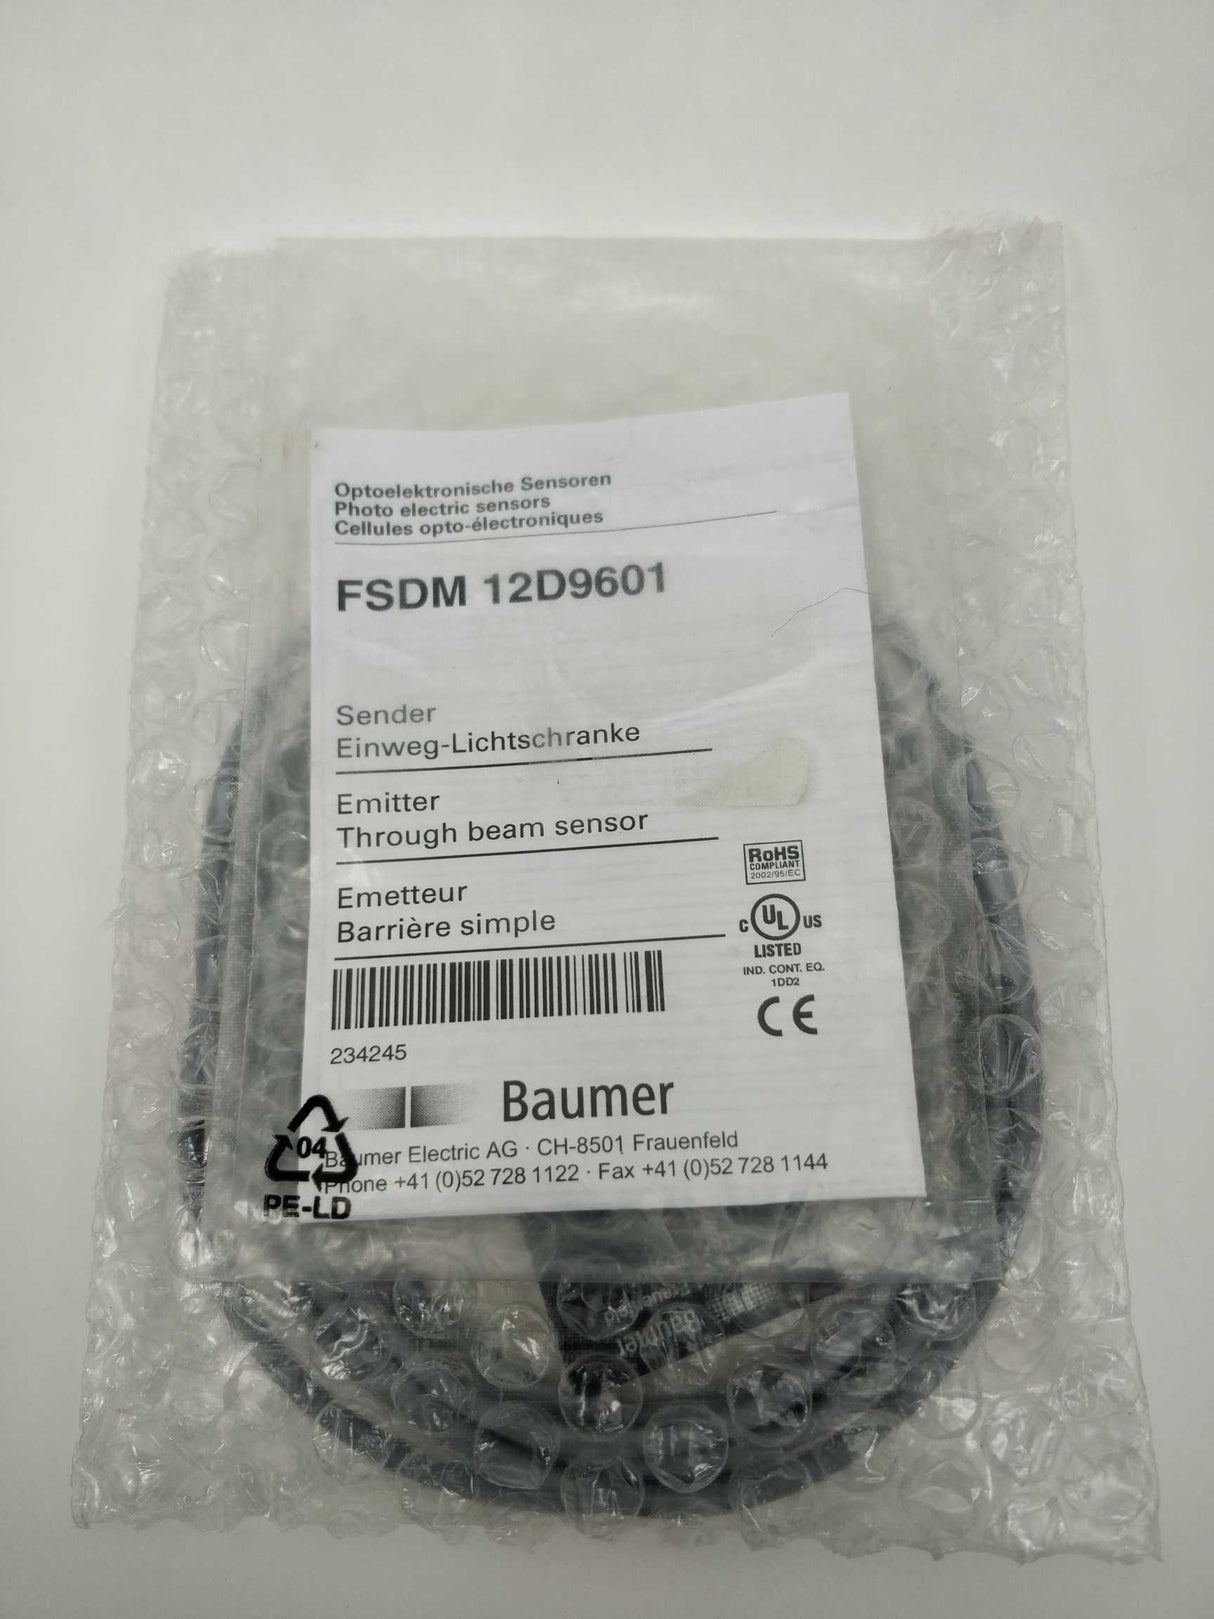 Optoelektronische Sensoren
Photo electric sensors
Cellules opto-électroniques
FSDM 12D9601
Sender
Einweg-Lichtschranke
Emitter
Through beam sensor
Emetteur
Barrière simple
RoHS
COMPLIANT
2002/95/EC
C UL US
LISTED
IND. CONT. EQ.
1DD2
CE
234245
Baumer
Baumer Electric AG · CH-8501 Frauenfeld
Phone +41 (0)52 728 1122 · Fax +41 (0)52 728 1144
04
PE-LD
Baumer